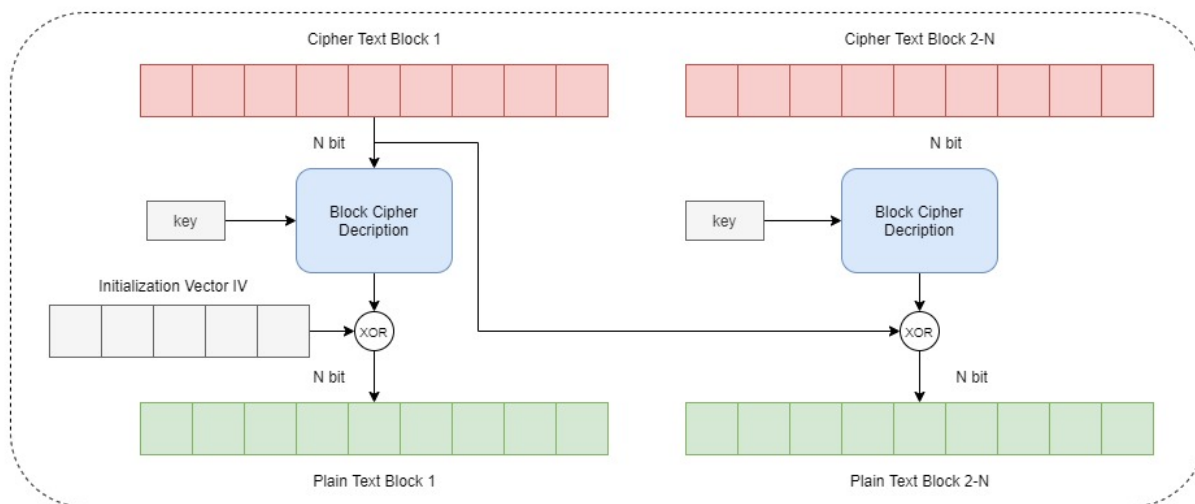 Cipher Text Block 1
Cipher Text Block 2-N
N bit
N bit
key
Block Cipher
Decription
key
Block Cipher
Decription
Initialization Vector IV
XOR
XOR
N bit
N bit
Plain Text Block 1
Plain Text Block 2-N